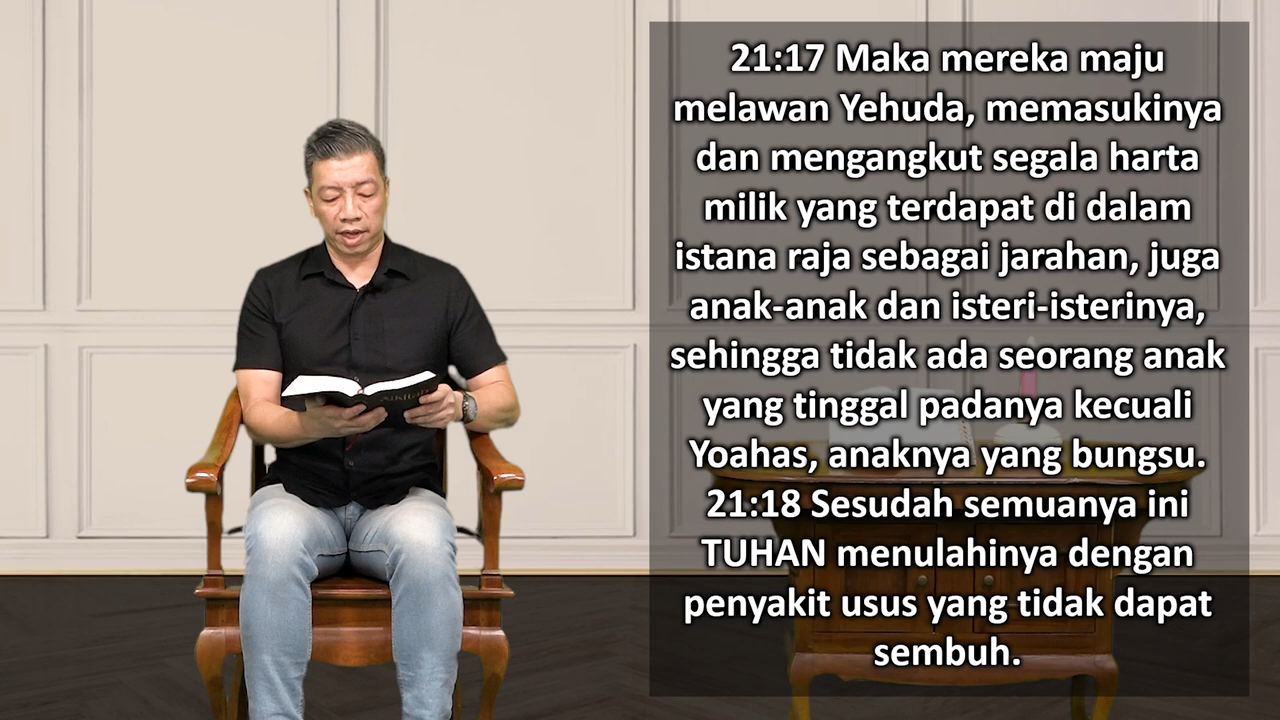 21:17 Maka mereka maju
melawan Yehuda, memasukinya
dan mengangkut segala harta
milik yang terdapat di dalam
istana raja sebagai jarahan, juga
anak-anak dan isteri-isterinya,
sehingga tidak ada seorang anak
yang tinggal padanya kecuali
Yoahas, anaknya yang bungsu.
21:18 Sesudah semuanya ini
TUHAN menulahinya dengan
penyakit usus yang tidak dapat
sembuh.
Alkitab